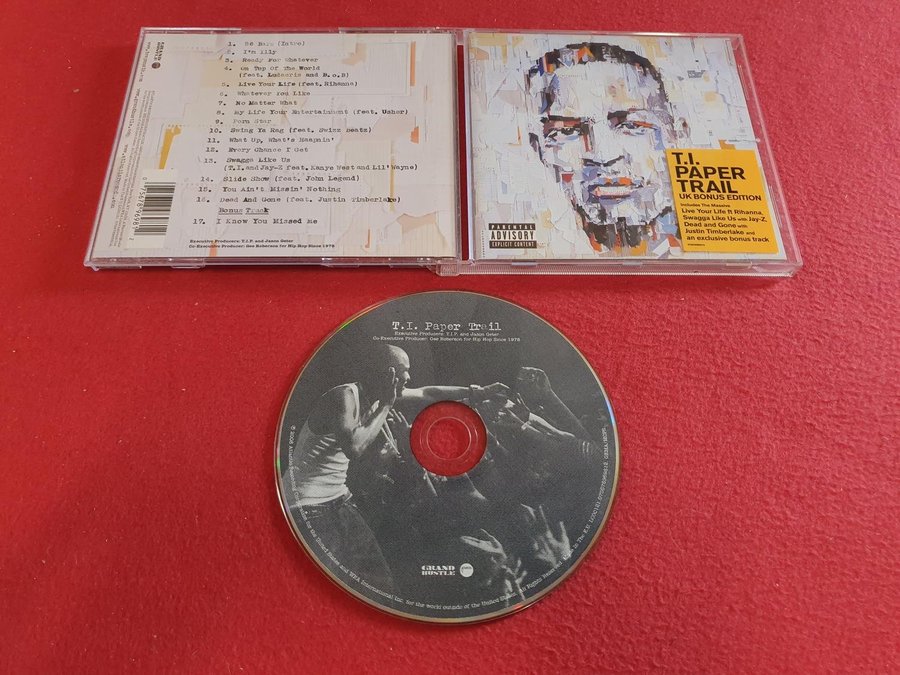 1. 56 Bars (Intro)
2. I'm Illy
3. Ready For Whatever
4. On Top Of The World
(feat. Ludacris and B.o.B)
5. Live Your Life (feat. Rihanna)
6. Whatever You Like
7. No Matter What
8. My Life Your Entertainment (feat. Usher)
9. Porn Star
10. Swing Ya Rag (feat. Swizz Beatz)
11. What Up, What's Haapnin'
12. Every Chance I Get
13. Swagga Like Us
(T.I. and Jay-Z feat. Kanye West and Lil' Wayne)
14. Slide Show (feat. John Legend)
15. You Ain't Missin' Nothing
16. Dead And Gone (feat. Justin Timberlake)
Bonus Track
17. I Know You Missed Me
Executive Producers: T.I.P. and Jason Geter
Co-Executive Producer: Gee Roberson for Hip Hop Since 1978
GRAND HUSTLE
PARENTAL
ADVISORY
EXPLICIT CONTENT
T.I.
PAPER
TRAIL
UK BONUS EDITION
Includes The Massive
Live Your Life ft Rihanna,
Swagga Like Us with Jay-Z,
Dead and Gone with
Justin Timberlake and
an exclusive bonus track
T.I. Paper Trail
Executive Producers: T.I.P. and Jason Geter
Co-Executive Producer: Gee Roberson for Hip Hop Since 1978
GRAND
HUSTLE